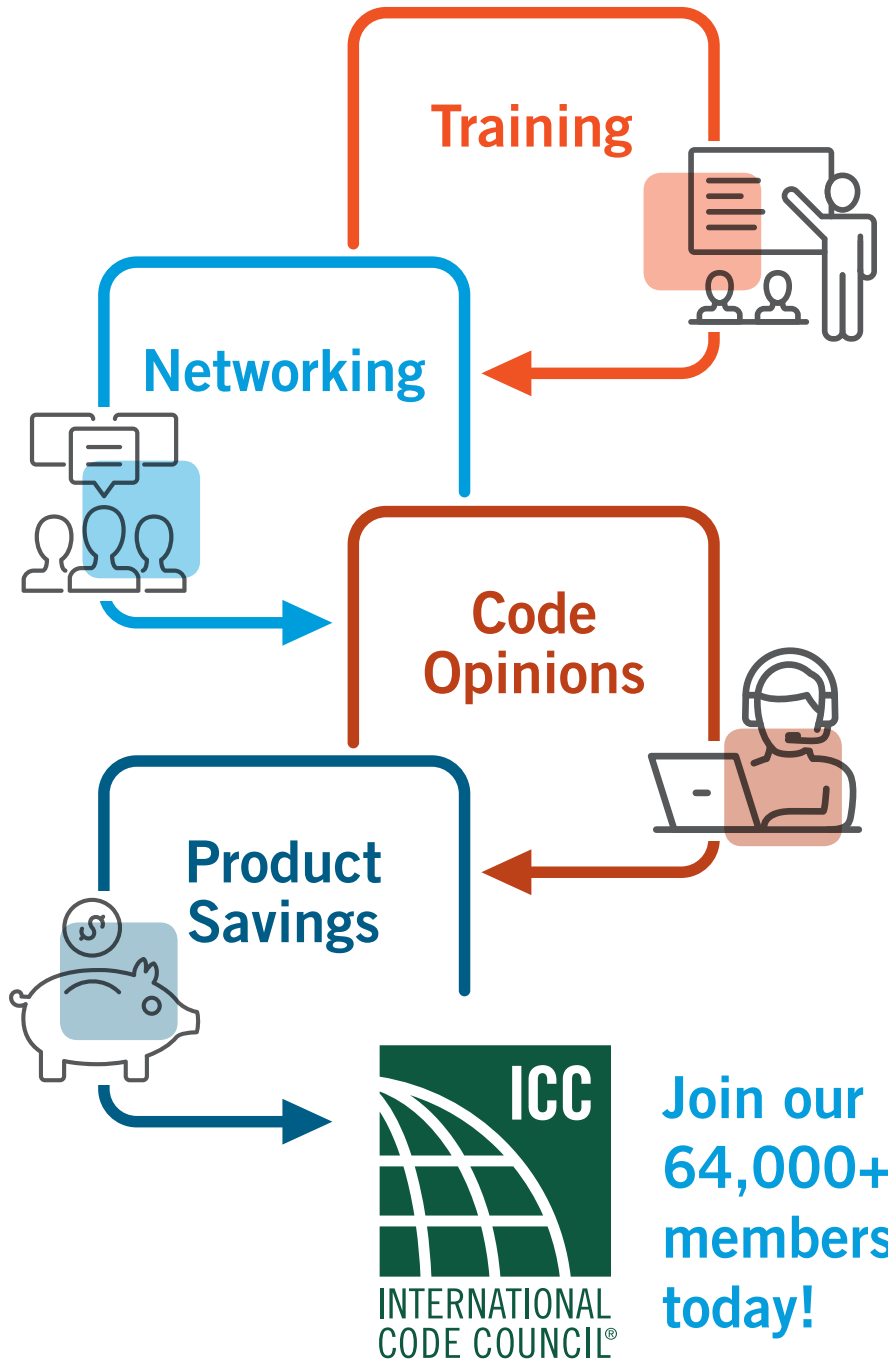 Training
Networking
Code
Opinions
Product
Savings
ICC
INTERNATIONAL
CODE COUNCIL®
Join our
64,000+
members
today!